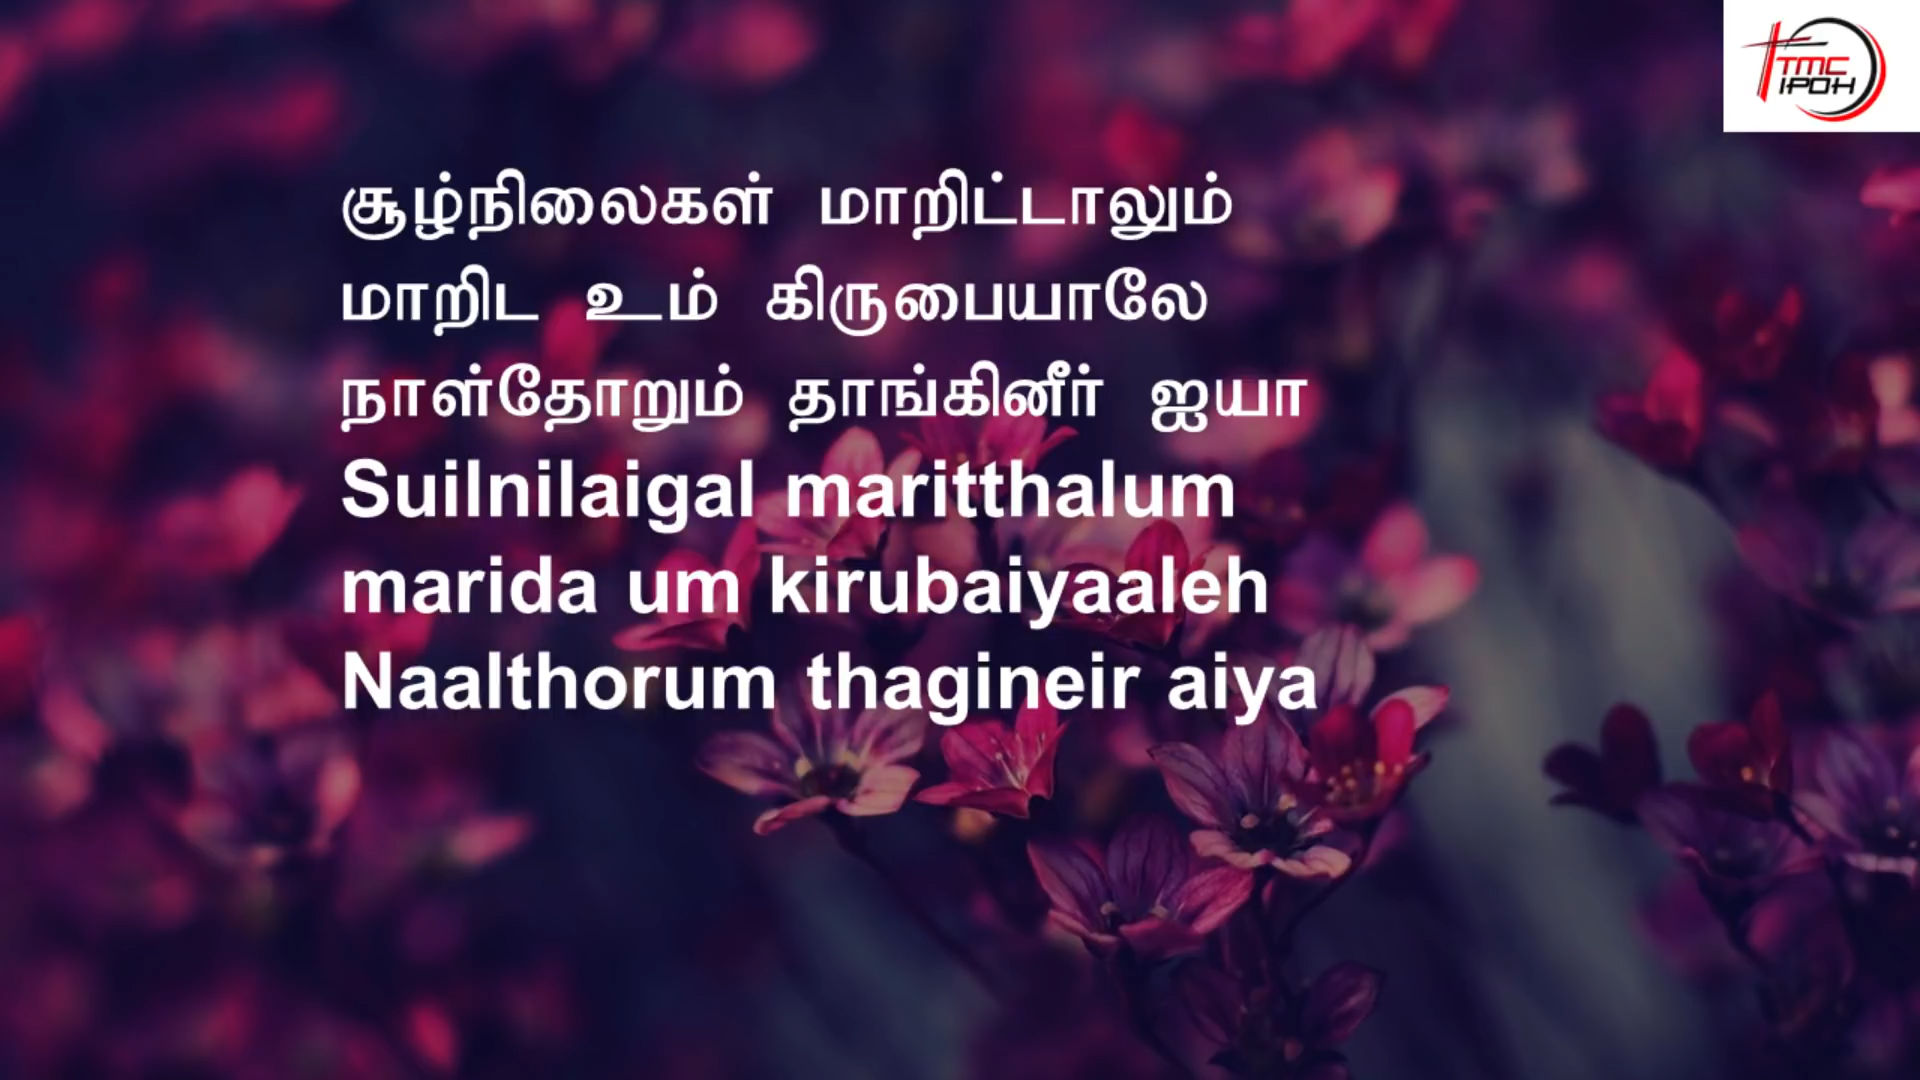 TMC
IPOH
சூழ்நிலைகள் மாறிட்டாலும்
மாறிட உம் கிருபையாலே
நாள்தோறும் தாங்கினீர் ஐயா
Suilnilaigal maritthalum
marida um kirubaiyaaleh
Naalthorum thagineir aiya